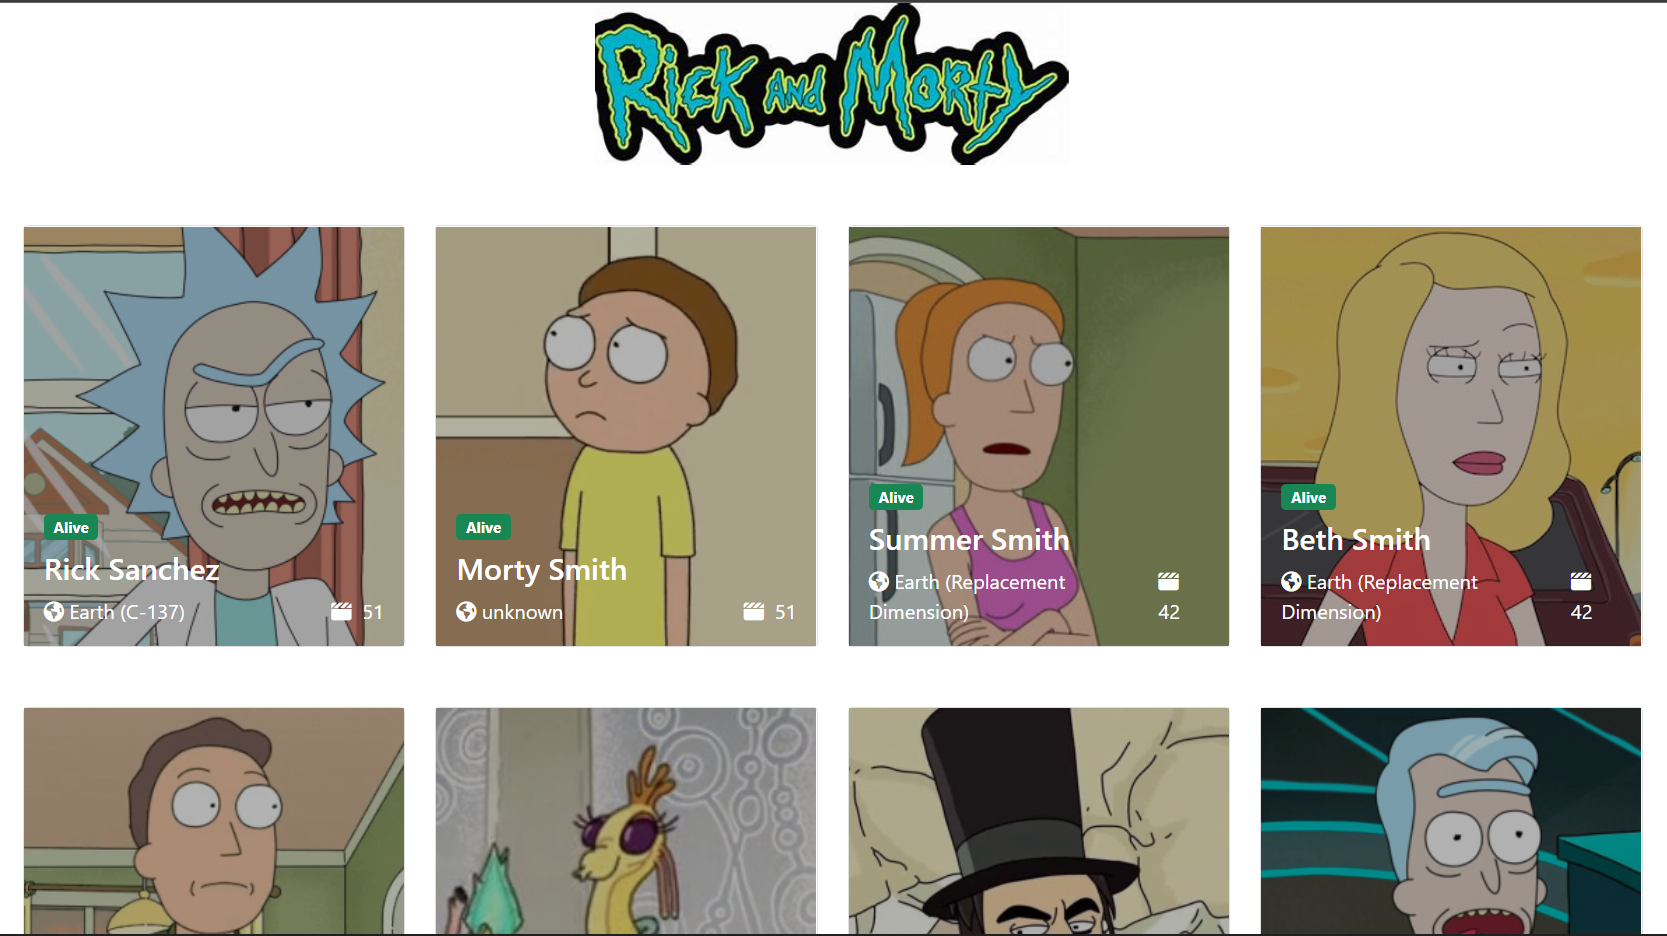 Rick and Morty
Alive
Rick Sanchez
Earth (C-137)
51
Alive
Morty Smith
unknown
51
Alive
Summer Smith
Earth (Replacement
Dimension)
42
Alive
Beth Smith
Earth (Replacement
Dimension)
42